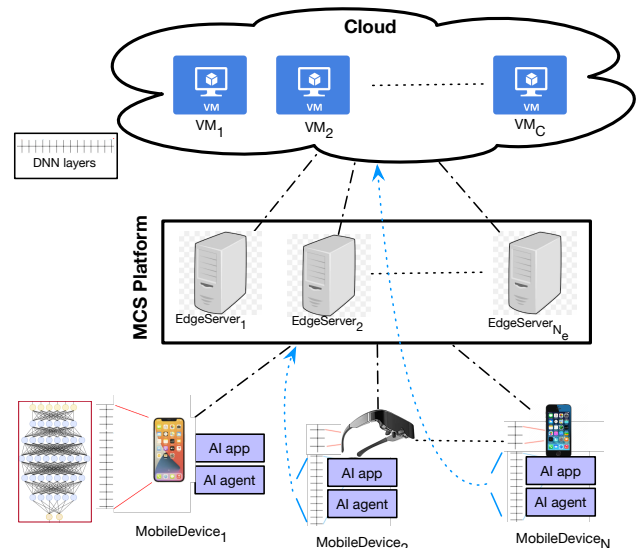 Cloud
VM
VM
VM
VM1
VM2
VMC
DNN layers
MCS Platform
EdgeServer1
EdgeServer2
EdgeServerNe
AI app
AI agent
AI app
AI agent
AI app
AI agent
MobileDevice1
MobileDevice2
MobileDeviceN